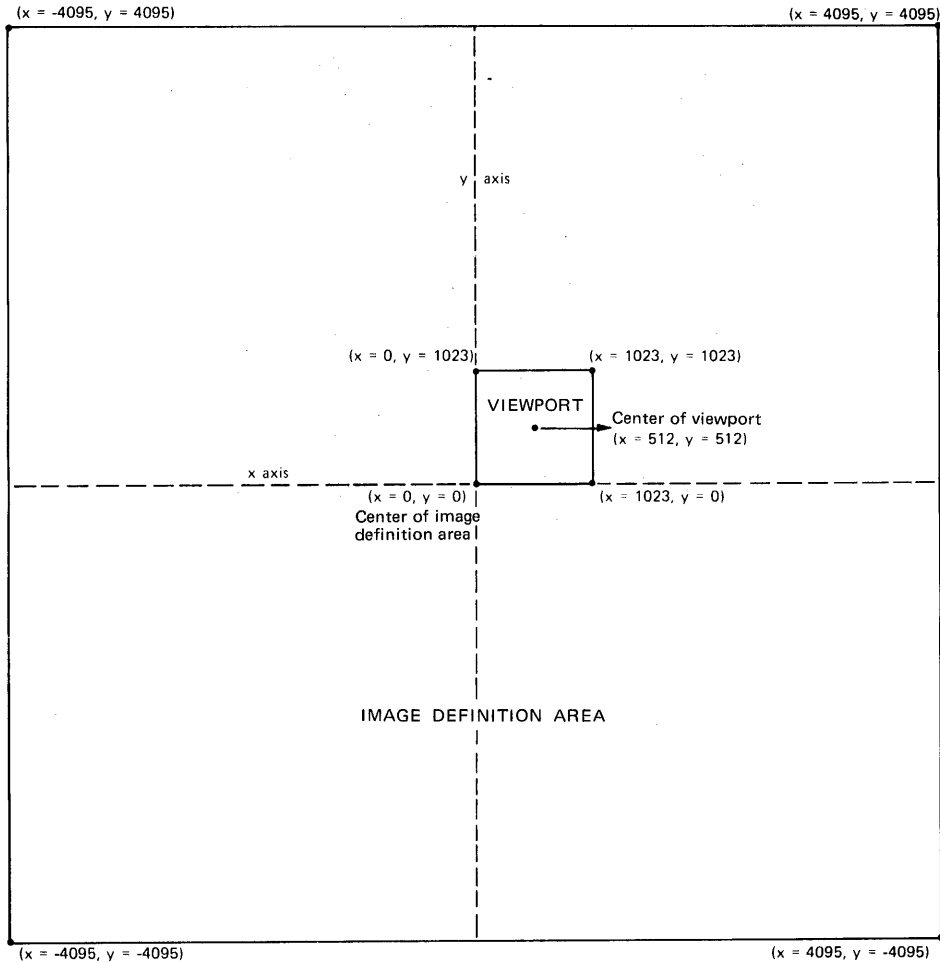 (x = -4095, y = 4095)
(x = 4095, y = 4095)
y axis
(x = 0, y = 1023)
(x = 1023, y = 1023)
VIEWPORT
Center of viewport
(x = 512, y = 512)
x axis
(x = 0, y = 0)
(x = 1023, y = 0)
Center of image
definition area
IMAGE DEFINITION AREA
(x = -4095, y = -4095)
(x = 4095, y = -4095)